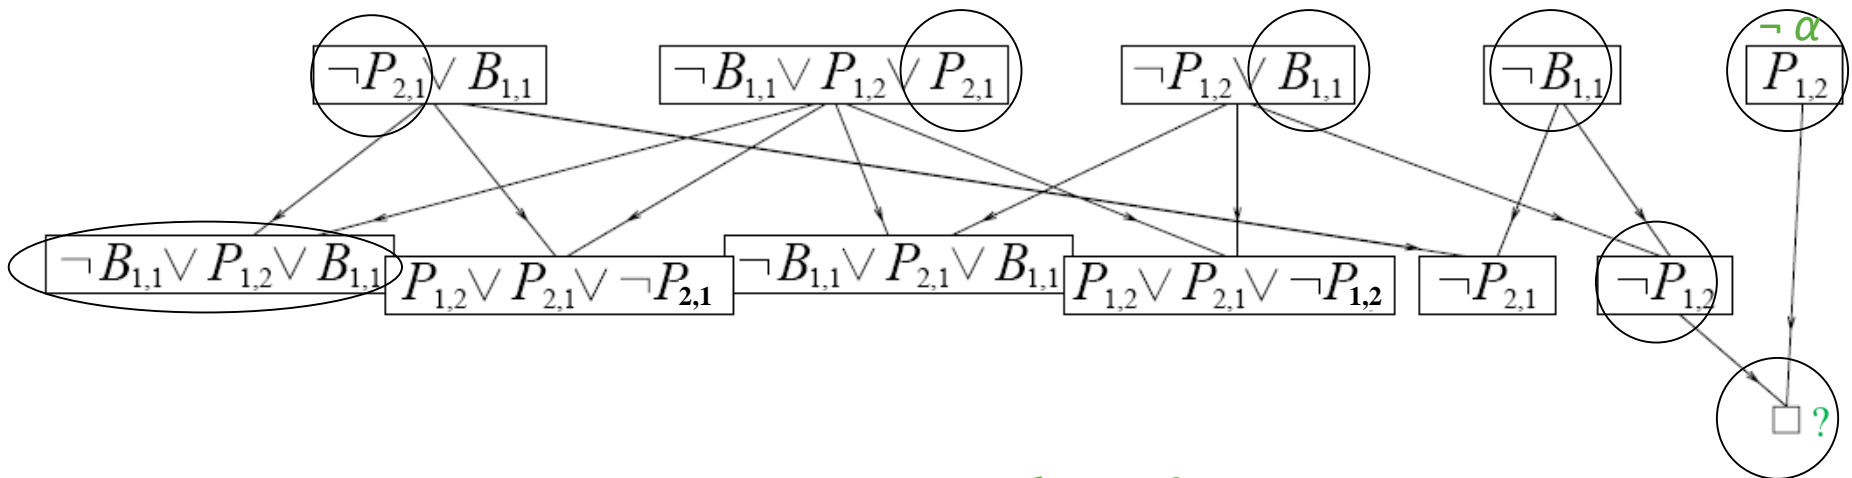 ¬ α
¬P2,1 ∨ B1,1
¬B1,1 ∨ P1,2 ∨ P2,1
¬P1,2 ∨ B1,1
¬B1,1
P1,2
¬B1,1 ∨ P1,2 ∨ B1,1
P1,2 ∨ P2,1 ∨ ¬P2,1
¬B1,1 ∨ P2,1 ∨ B1,1
P1,2 ∨ P2,1 ∨ ¬P1,2
¬P2,1
¬P1,2
□ ?